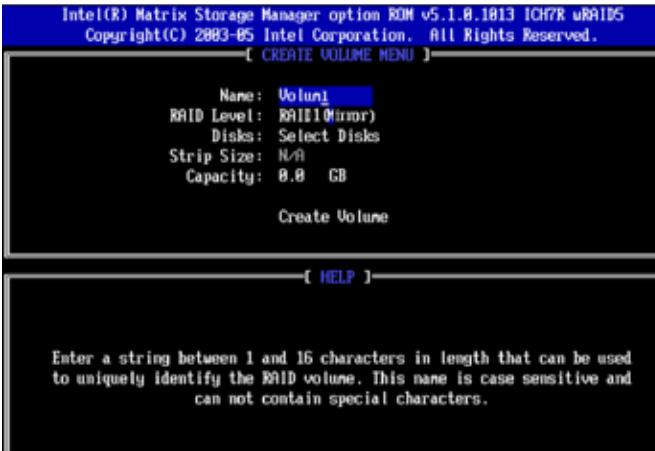 Intel(R) Matrix Storage Manager option ROM v5.1.0.1013 ICH7R wRAID5
Copyright(C) 2003-05 Intel Corporation. All Rights Reserved.
[ CREATE VOLUME MENU ]
Name: Volum1
RAID Level: RAID1(Mirror)
Disks: Select Disks
Strip Size: N/A
Capacity: 0.0 GB
Create Volume
[ HELP ]
Enter a string between 1 and 16 characters in length that can be used
to uniquely identify the RAID volume. This name is case sensitive and
can not contain special characters.